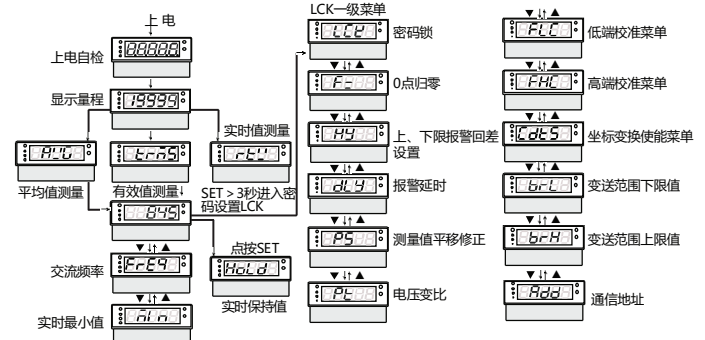 上 电
上电自检
88888
显示量程
19999
实时值测量
AVG
trmS
rtV
平均值测量
有效值测量
SET > 3秒进入密
码设置LCK
845
点按SET
FrEq
HoLd
交流频率
实时保持值
Min
实时最小值
LCK一级菜单
LCK
密码锁
F=
0点归零
HY
上、下限报警回差
设置
dLY
报警延时
PS
测量值平移修正
Pt
电压变比
FLC
低端校准菜单
FHC
高端校准菜单
CdtS
坐标变换使能菜单
brL
变送范围下限值
brH
变送范围上限值
Add
通信地址